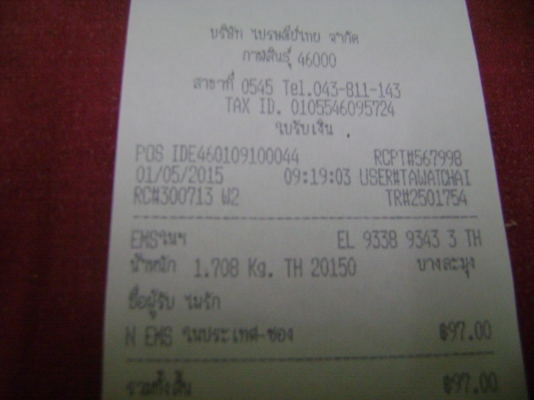 บริษัท ไปรษณีย์ไทย จำกัด
กาฬสินธุ์ 46000
สาขาที่ 0545 Tel.043-811-143
TAX ID. 0105546095724
ใบรับเงิน
POS IDE460109100044 RCPT#567998
01/05/2015 09:19:03 USER#TAWATCHAI
RC#300713 W2 TR#2501754
EMSในฯ EL 9338 9343 3 TH
น้ำหนัก 1.708 Kg. TH 20150 บางละมุง
ชื่อผู้รับ ไพรัก
N EMS ในประเทศ-ซอง ฿97.00
รวมทั้งสิ้น ฿97.00